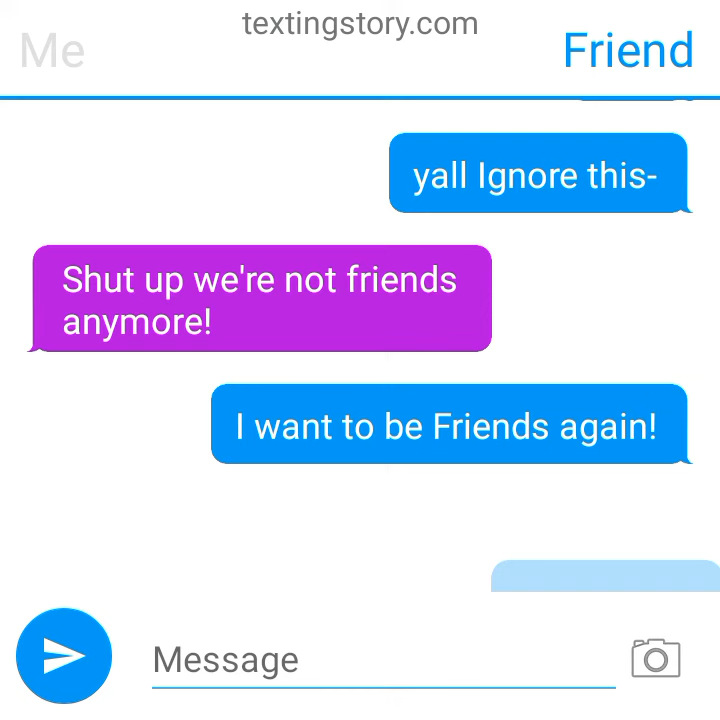 textingstory.com
Me
Friend
yall Ignore this-
Shut up we're not friends
anymore!
I want to be Friends again!
Message